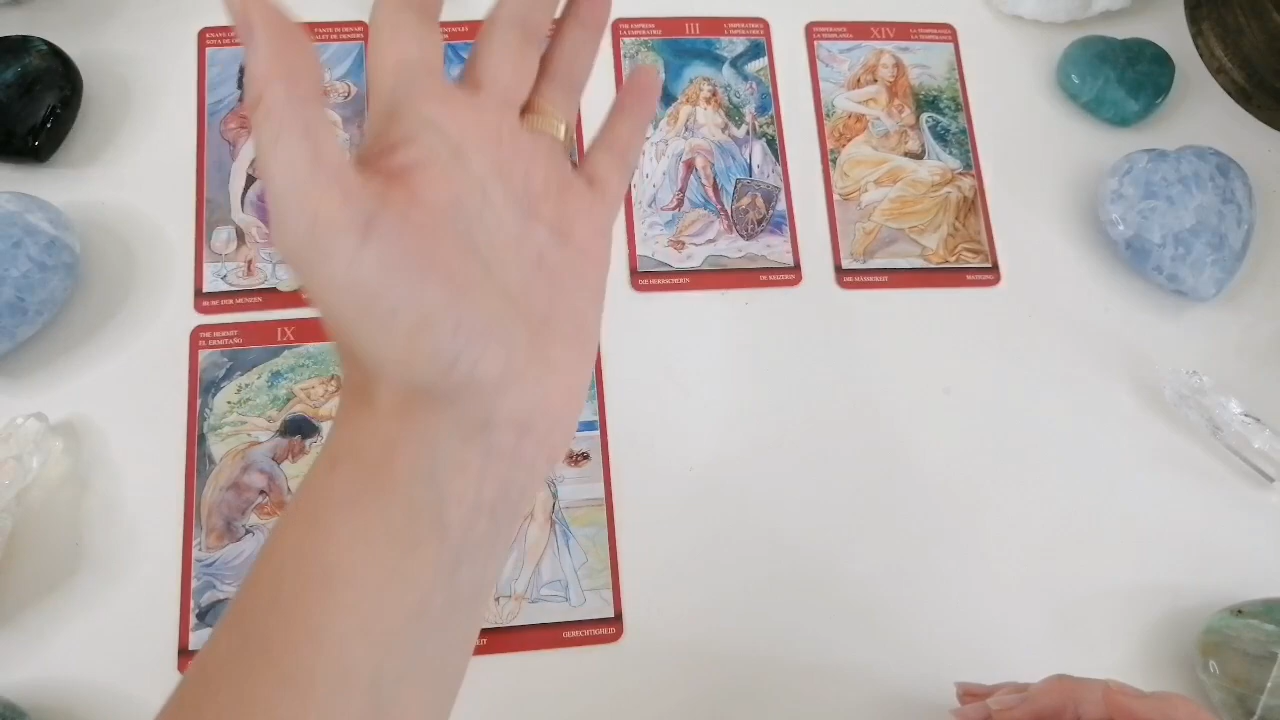 KNAVE OF
SOTA DE
FANTE DI DENARI
VALET DE DENIERS
THE EMPRESS
LA EMPERATRIZ
III
L'IMPERATRICE
L'IMPÉRATRICE
TEMPERANCE
LA TEMPLANZA
XIV
LA TEMPERANZA
LA TEMPÉRANCE
DIE HERRSCHERIN
DE KEIZERIN
DIE MÄSSIGKEIT
MATIGING
BUBE DER MÜNZEN
THE HERMIT
EL ERMITAÑO
IX
GERECHTIGHEID